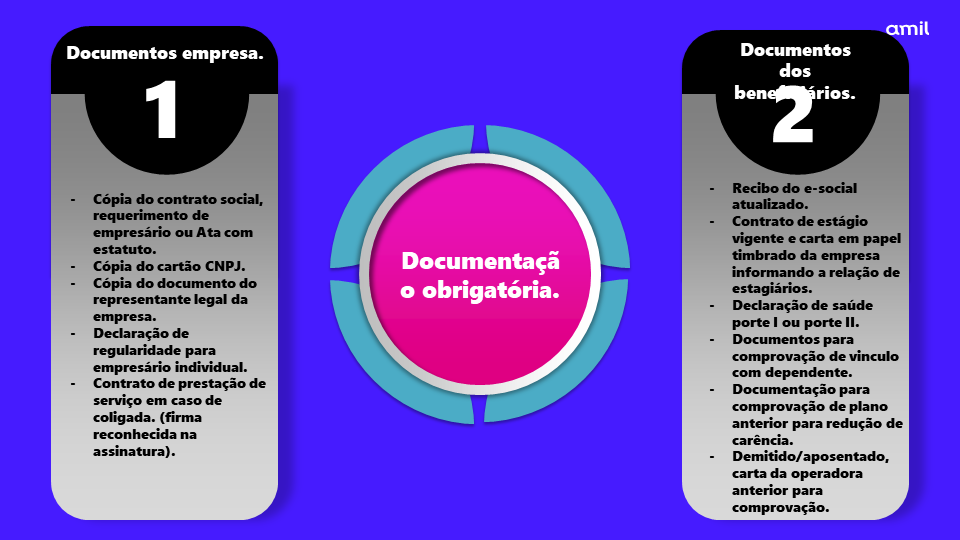 amil
Documentos empresa.
1
- Cópia do contrato social,
requerimento de
empresário ou Ata com
estatuto.
- Cópia do cartão CNPJ.
- Cópia do documento do
representante legal da
empresa.
- Declaração de
regularidade para
empresário individual.
- Contrato de prestação de
serviço em caso de
coligada. (firma
reconhecida na
assinatura).
Documentaçã
o obrigatória.
Documentos
dos
beneficiários.
2
- Recibo do e-social
atualizado.
- Contrato de estágio
vigente e carta em papel
timbrado da empresa
informando a relação de
estagiários.
- Declaração de saúde
porte I ou porte II.
- Documentos para
comprovação de vinculo
com dependente.
- Documentação para
comprovação de plano
anterior para redução de
carência.
- Demitido/aposentado,
carta da operadora
anterior para
comprovação.